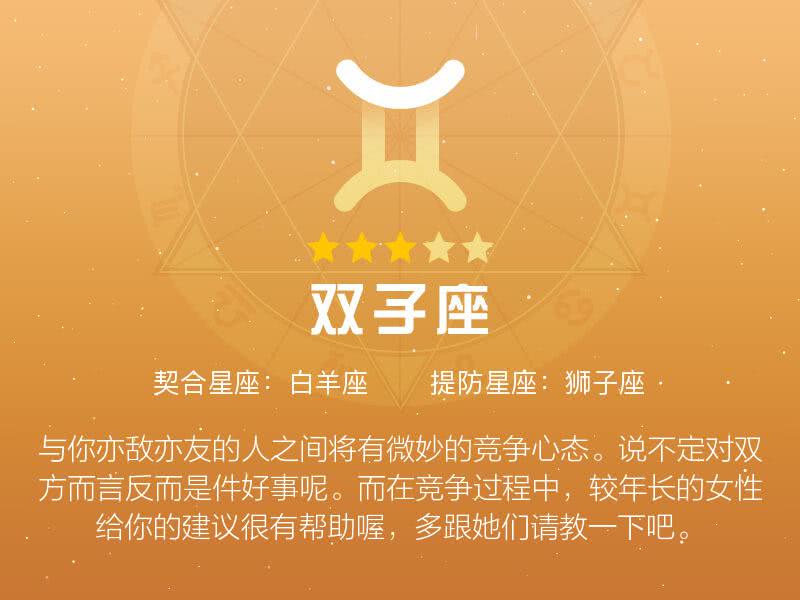 双子座
契合星座：白羊座 提防星座：狮子座
与你亦敌亦友的人之间将有微妙的竞争心态。说不定对双
方而言反而是件好事呢。而在竞争过程中，较年长的女性
给你的建议很有帮助喔，多跟她们请教一下吧。